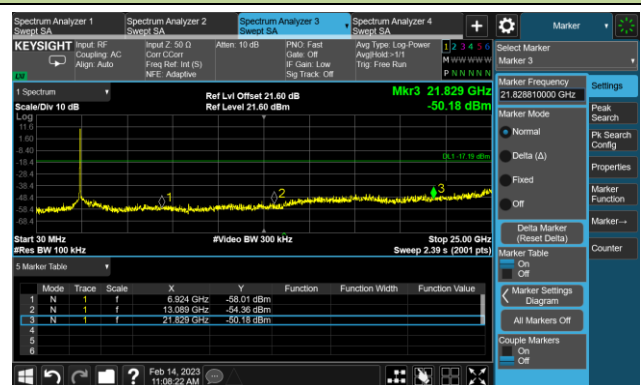 Spectrum Analyzer 1
Swept SA
Spectrum Analyzer 2
Swept SA
Spectrum Analyzer 3
Swept SA
Spectrum Analyzer 4
Swept SA
+
Marker
KEYSIGHT
Input: RF
Coupling: AC
Align: Auto
Input Z: 50 Ω
Corr CCorr
Freq Ref: Int (S)
NFE: Adaptive
Atten: 10 dB
PNO: Fast
Gate: Off
IF Gain: Low
Sig Track: Off
Avg Type: Log-Power
Avg|Hold:>1/1
Trig: Free Run
1 2 3 4 5 6
M W W W W W
P N N N N N
LVI
1 Spectrum
Scale/Div 10 dB
Log
Ref Lvl Offset 21.60 dB
Ref Level 21.60 dBm
Mkr3 21.829 GHz
-50.18 dBm
11.6
1.60
-8.40
-18.4
-28.4
-38.4
-48.4
-58.4
-68.4
DL1 -17.19 dBm
1
2
3
Start 30 MHz
#Res BW 100 kHz
#Video BW 300 kHz
Stop 25.00 GHz
Sweep 2.39 s (2001 pts)
5 Marker Table
Mode Trace Scale X Y Function Function Width Function Value
1 N 1 f 6.924 GHz -58.01 dBm
2 N 1 f 13.089 GHz -54.36 dBm
3 N 1 f 21.829 GHz -50.18 dBm
4
5
6
Select Marker
Marker 3
Marker Frequency
21.828810000 GHz
Marker Mode
Normal
Delta (Δ)
Fixed
Off
Delta Marker
(Reset Delta)
Marker Table
On
Off
Marker Settings
Diagram
All Markers Off
Couple Markers
On
Off
Settings
Peak
Search
Pk Search
Config
Properties
Marker
Function
Marker→
Counter
?
Feb 14, 2023
11:08:22 AM